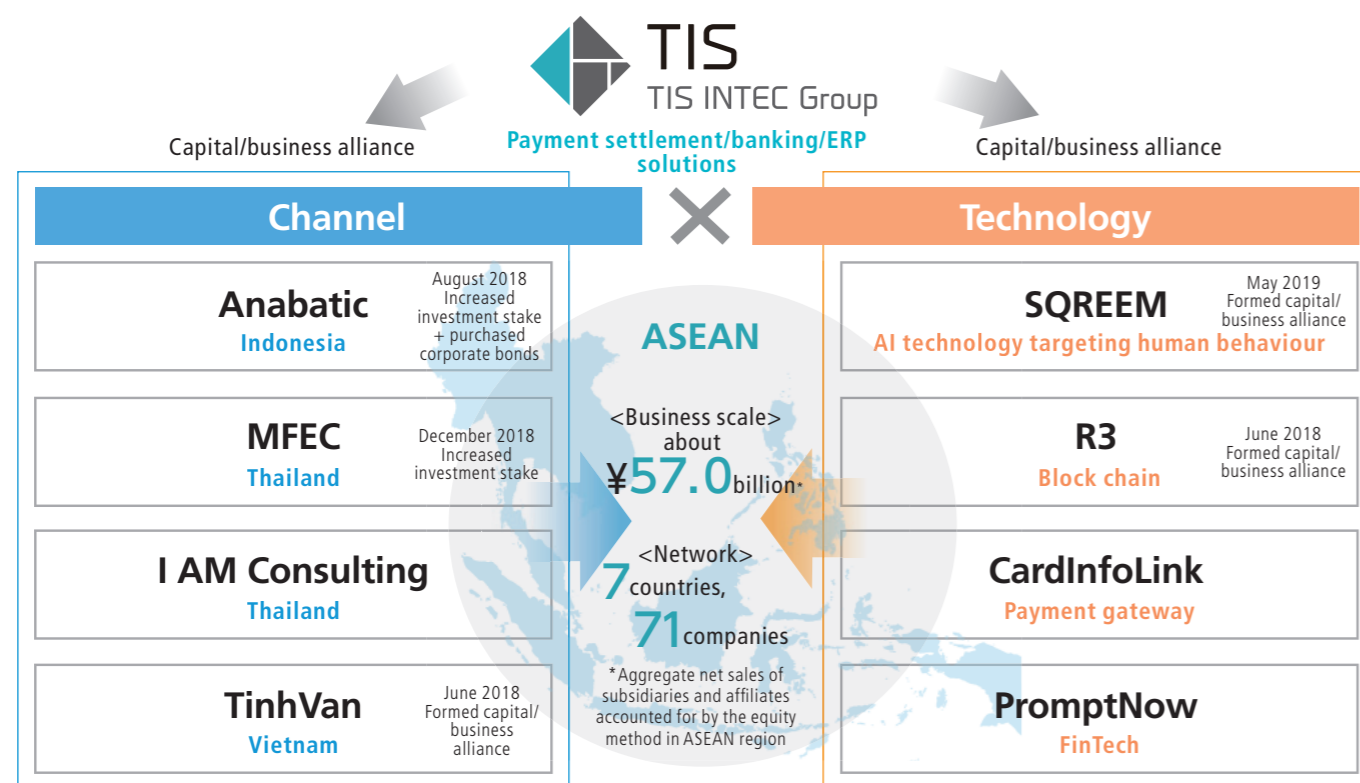 TIS
TIS INTEC Group
Payment settlement/banking/ERP
solutions
Capital/business alliance
Capital/business alliance
Channel
Technology
Anabatic
Indonesia
August 2018
Increased
investment stake
+ purchased
corporate bonds
MFEC
Thailand
December 2018
Increased
investment stake
I AM Consulting
Thailand
TinhVan
Vietnam
June 2018
Formed capital/
business
alliance
ASEAN
<Business scale>
about
¥57.0billion*
<Network>
7countries,
71companies
*Aggregate net sales of
subsidiaries and affiliates
accounted for by the equity
method in ASEAN region
SQREEM
AI technology targeting human behaviour
May 2019
Formed capital/
business alliance
R3
Block chain
June 2018
Formed capital/
business alliance
CardInfoLink
Payment gateway
PromptNow
FinTech